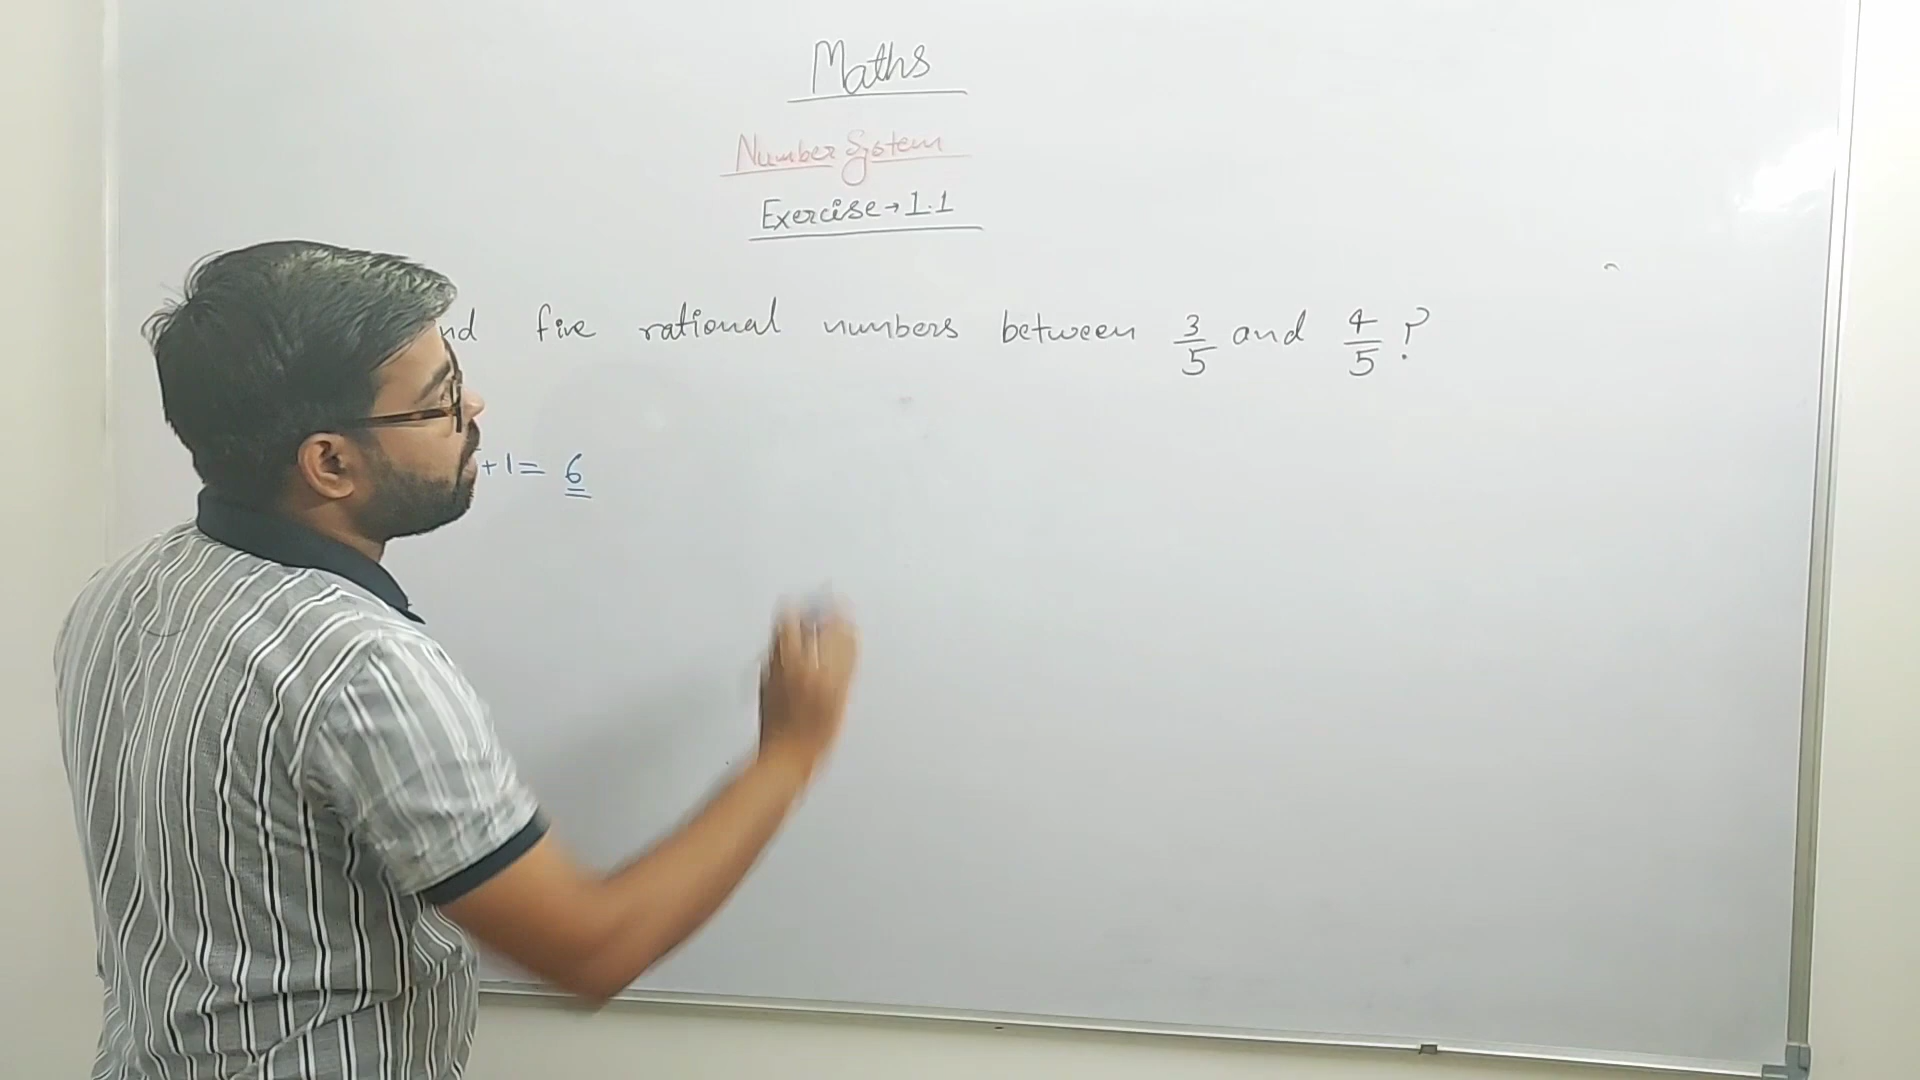 Maths
Number System
Exercise → 1.1
nd five rational numbers between 3/5 and 4/5 ?
+1= 6